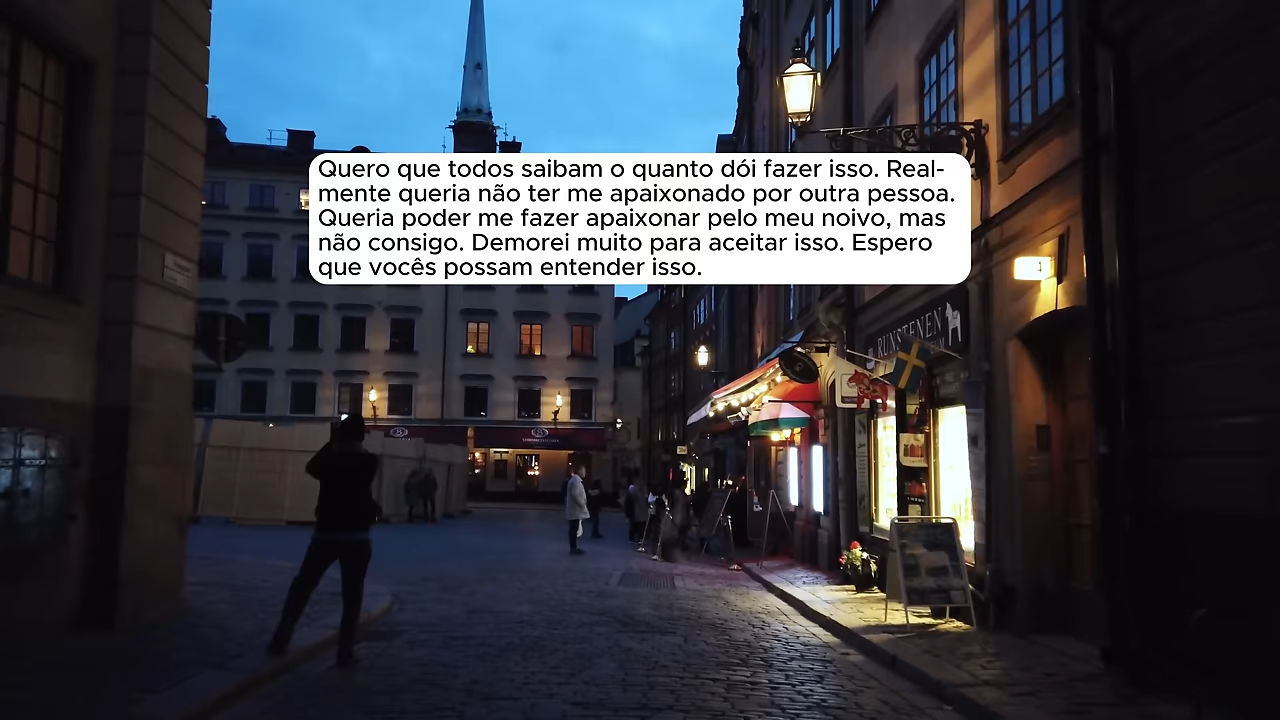 Quero que todos saibam o quanto dói fazer isso. Real-
mente queria não ter me apaixonado por outra pessoa.
Queria poder me fazer apaixonar pelo meu noivo, mas
não consigo. Demorei muito para aceitar isso. Espero
que vocês possam entender isso.
RUNSTENEN